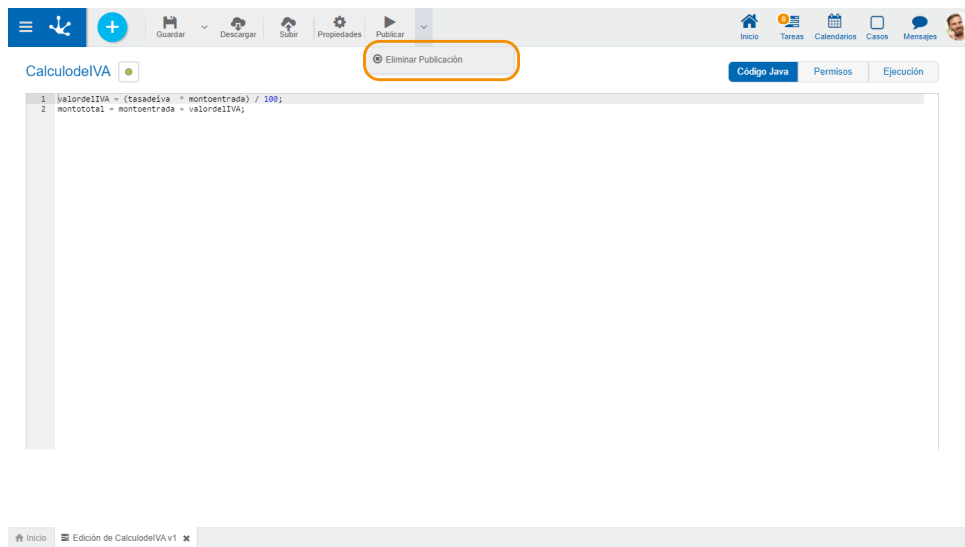 Guardar
Descargar
Subir
Propiedades
Publicar
Inicio
8
Tareas
Calendarios
Casos
Mensajes
Eliminar Publicación
CalculodeIVA
Código Java
Permisos
Ejecución
1 valordelIVA = (tasadeiva * montoentrada) / 100;
2 montototal = montoentrada + valordelIVA;
Inicio
Edición de CalculodeIVA v1